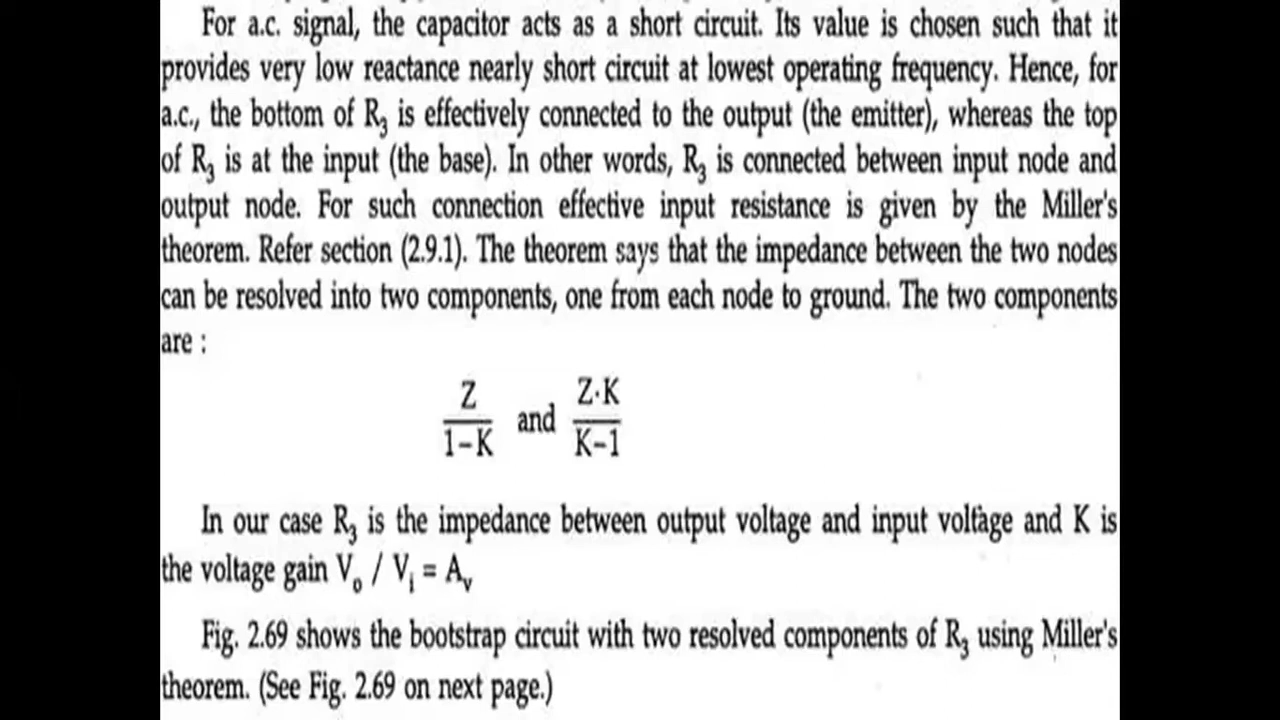 For a.c. signal, the capacitor acts as a short circuit. Its value is chosen such that it
provides very low reactance nearly short circuit at lowest operating frequency. Hence, for
a.c., the bottom of R₃ is effectively connected to the output (the emitter), whereas the top
of R₃ is at the input (the base). In other words, R₃ is connected between input node and
output node. For such connection effective input resistance is given by the Miller's
theorem. Refer section (2.9.1). The theorem says that the impedance between the two nodes
can be resolved into two components, one from each node to ground. The two components
are :
Z/1-K and Z·K/K-1
In our case R₃ is the impedance between output voltage and input voltage and K is
the voltage gain Vₒ / Vᵢ = Aᵥ
Fig. 2.69 shows the bootstrap circuit with two resolved components of R₃ using Miller's
theorem. (See Fig. 2.69 on next page.)